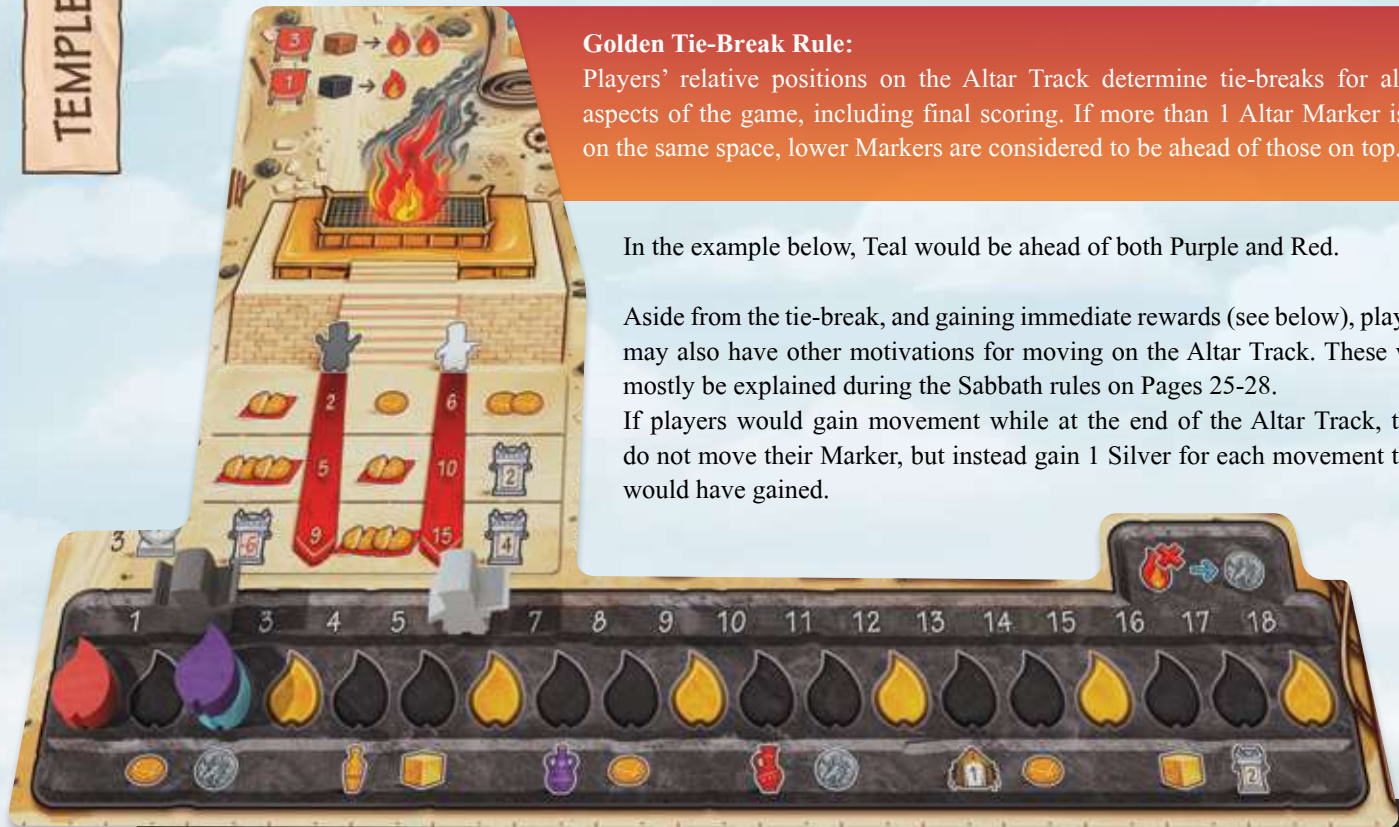 TEMPLE
3
1
Golden Tie-Break Rule:
Players’ relative positions on the Altar Track determine tie-breaks for al
aspects of the game, including final scoring. If more than 1 Altar Marker is
on the same space, lower Markers are considered to be ahead of those on top.
In the example below, Teal would be ahead of both Purple and Red.
Aside from the tie-break, and gaining immediate rewards (see below), play
may also have other motivations for moving on the Altar Track. These w
mostly be explained during the Sabbath rules on Pages 25-28.
If players would gain movement while at the end of the Altar Track, t
do not move their Marker, but instead gain 1 Silver for each movement t
would have gained.
2 6
5 10 2
3 -6 9 15 4
1 3 4 5 7 8 9 10 11 12 13 14 15 16 17 18
1 2